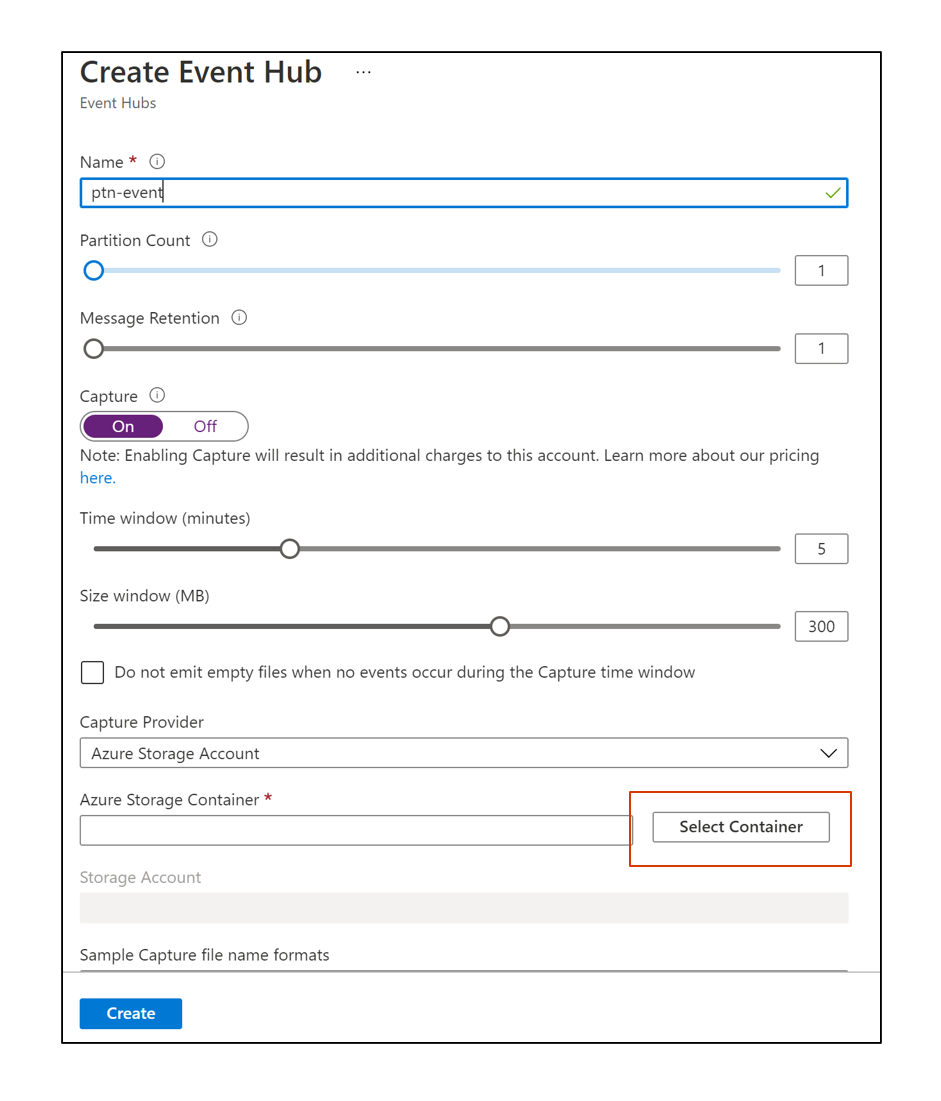 Create Event Hub ...
Event Hubs
Name *
ptn-event
Partition Count
1
Message Retention
1
Capture
On Off
Note: Enabling Capture will result in additional charges to this account. Learn more about our pricing
here.
Time window (minutes)
5
Size window (MB)
300
Do not emit empty files when no events occur during the Capture time window
Capture Provider
Azure Storage Account
Azure Storage Container *
Select Container
Storage Account
Sample Capture file name formats
Create